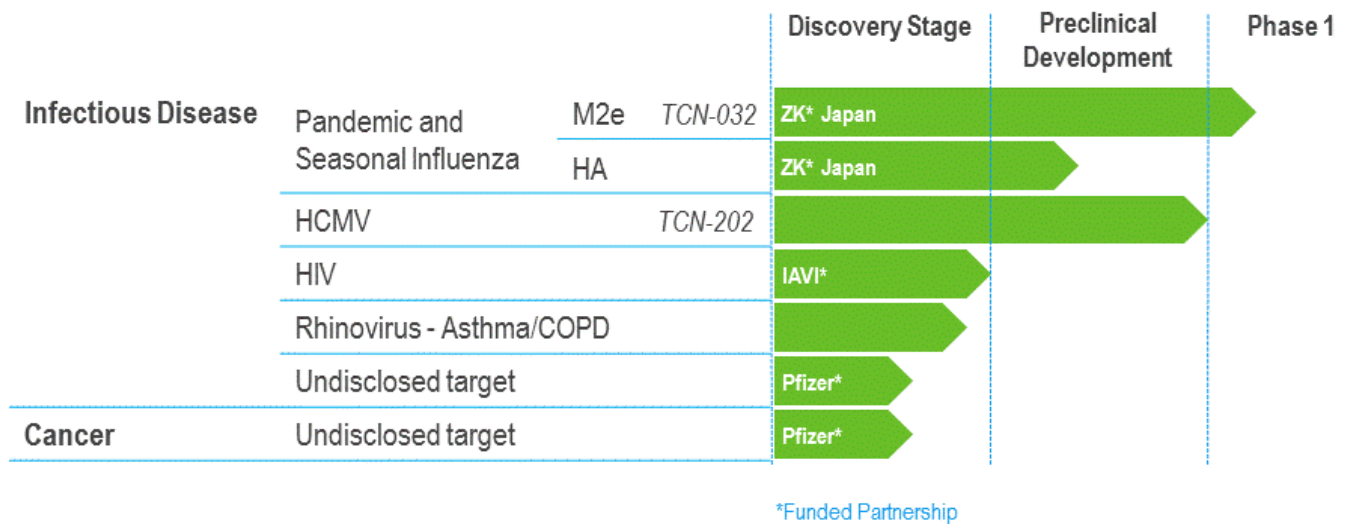 Discovery Stage
Preclinical
Development
Phase 1
Infectious Disease
Pandemic and
Seasonal Influenza
M2e
TCN-032
ZK* Japan
HA
ZK* Japan
HCMV
TCN-202
HIV
IAVI*
Rhinovirus - Asthma/COPD
Undisclosed target
Pfizer*
Cancer
Undisclosed target
Pfizer*
*Funded Partnership